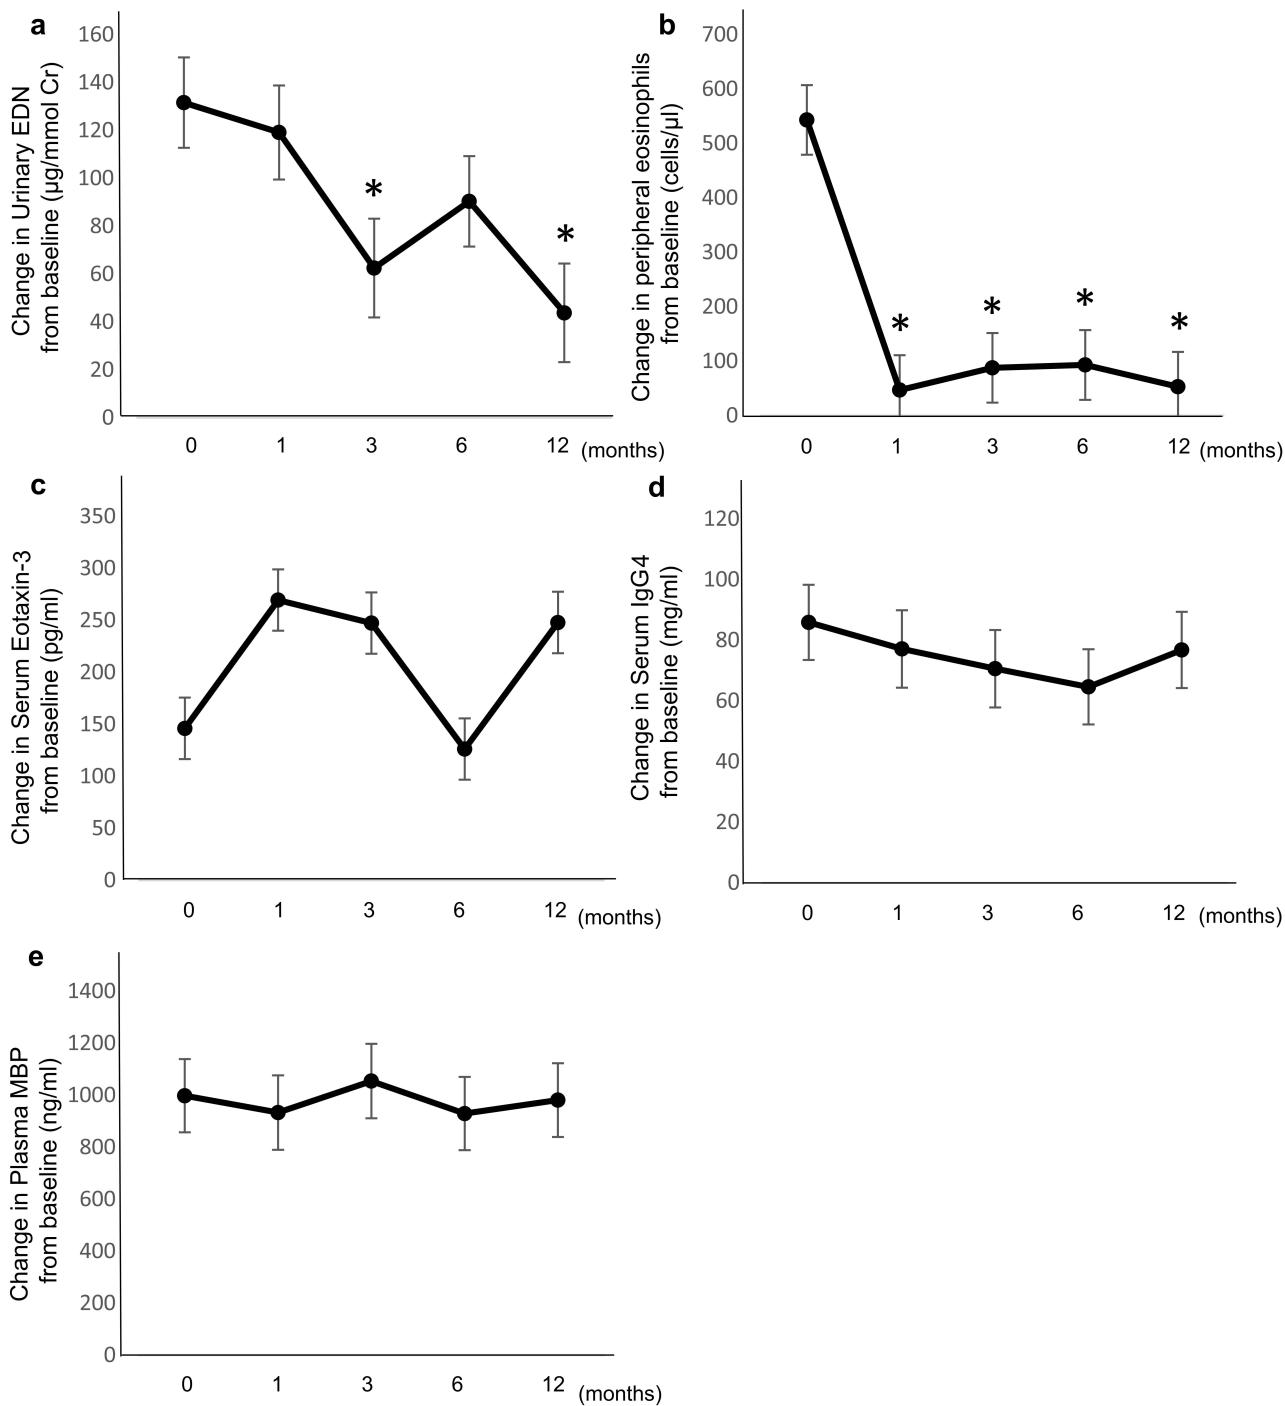 a
Change in Urinary EDN
from baseline (µg/mmol Cr)
160
140
120
100
80
60
40
20
0
*
*
0 1 3 6 12 (months)
b
Change in peripheral eosinophils
from baseline (cells/µl)
700
600
500
400
300
200
100
0
* * * *
0 1 3 6 12 (months)
c
Change in Serum Eotaxin-3
from baseline (pg/ml)
350
300
250
200
150
100
50
0
0 1 3 6 12 (months)
d
Change in Serum IgG4
from baseline (mg/ml)
120
100
80
60
40
20
0
0 1 3 6 12 (months)
e
Change in Plasma MBP
from baseline (ng/ml)
1400
1200
1000
800
600
400
200
0
0 1 3 6 12 (months)